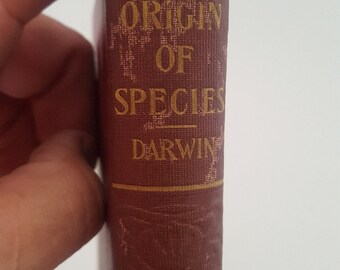 ORIGIN
OF
SPECIES
DARWIN